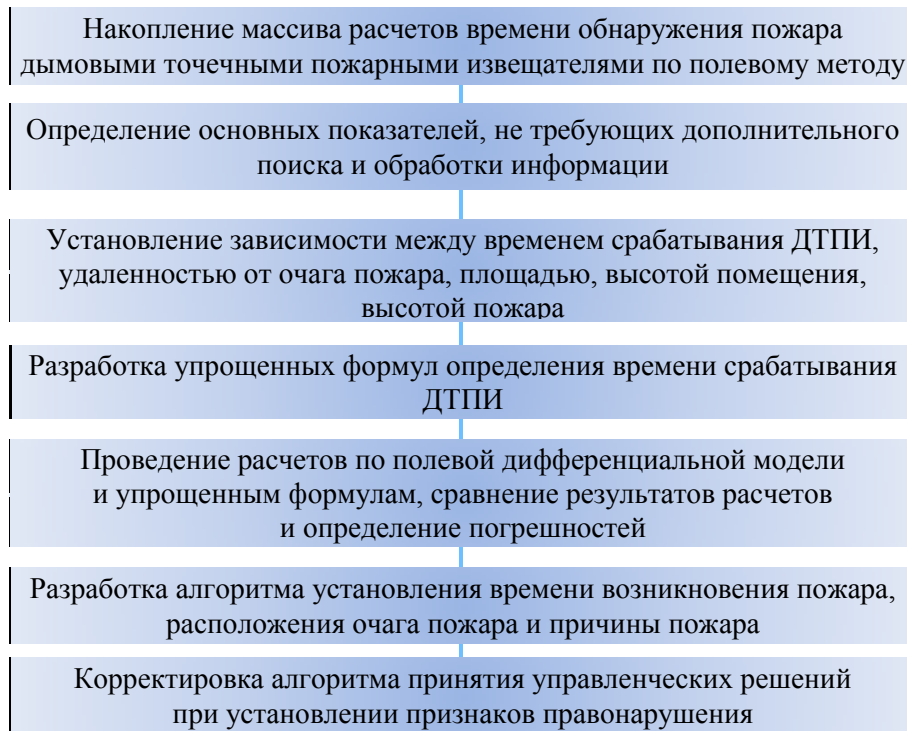 Накопление массива расчетов времени обнаружения пожара
дымовыми точечными пожарными извещателями по полевому методу
Определение основных показателей, не требующих дополнительного
поиска и обработки информации
Установление зависимости между временем срабатывания ДТПИ,
удаленностью от очага пожара, площадью, высотой помещения,
высотой пожара
Разработка упрощенных формул определения времени срабатывания
ДТПИ
Проведение расчетов по полевой дифференциальной модели
и упрощенным формулам, сравнение результатов расчетов
и определение погрешностей
Разработка алгоритма установления времени возникновения пожара,
расположения очага пожара и причины пожара
Корректировка алгоритма принятия управленческих решений
при установлении признаков правонарушения